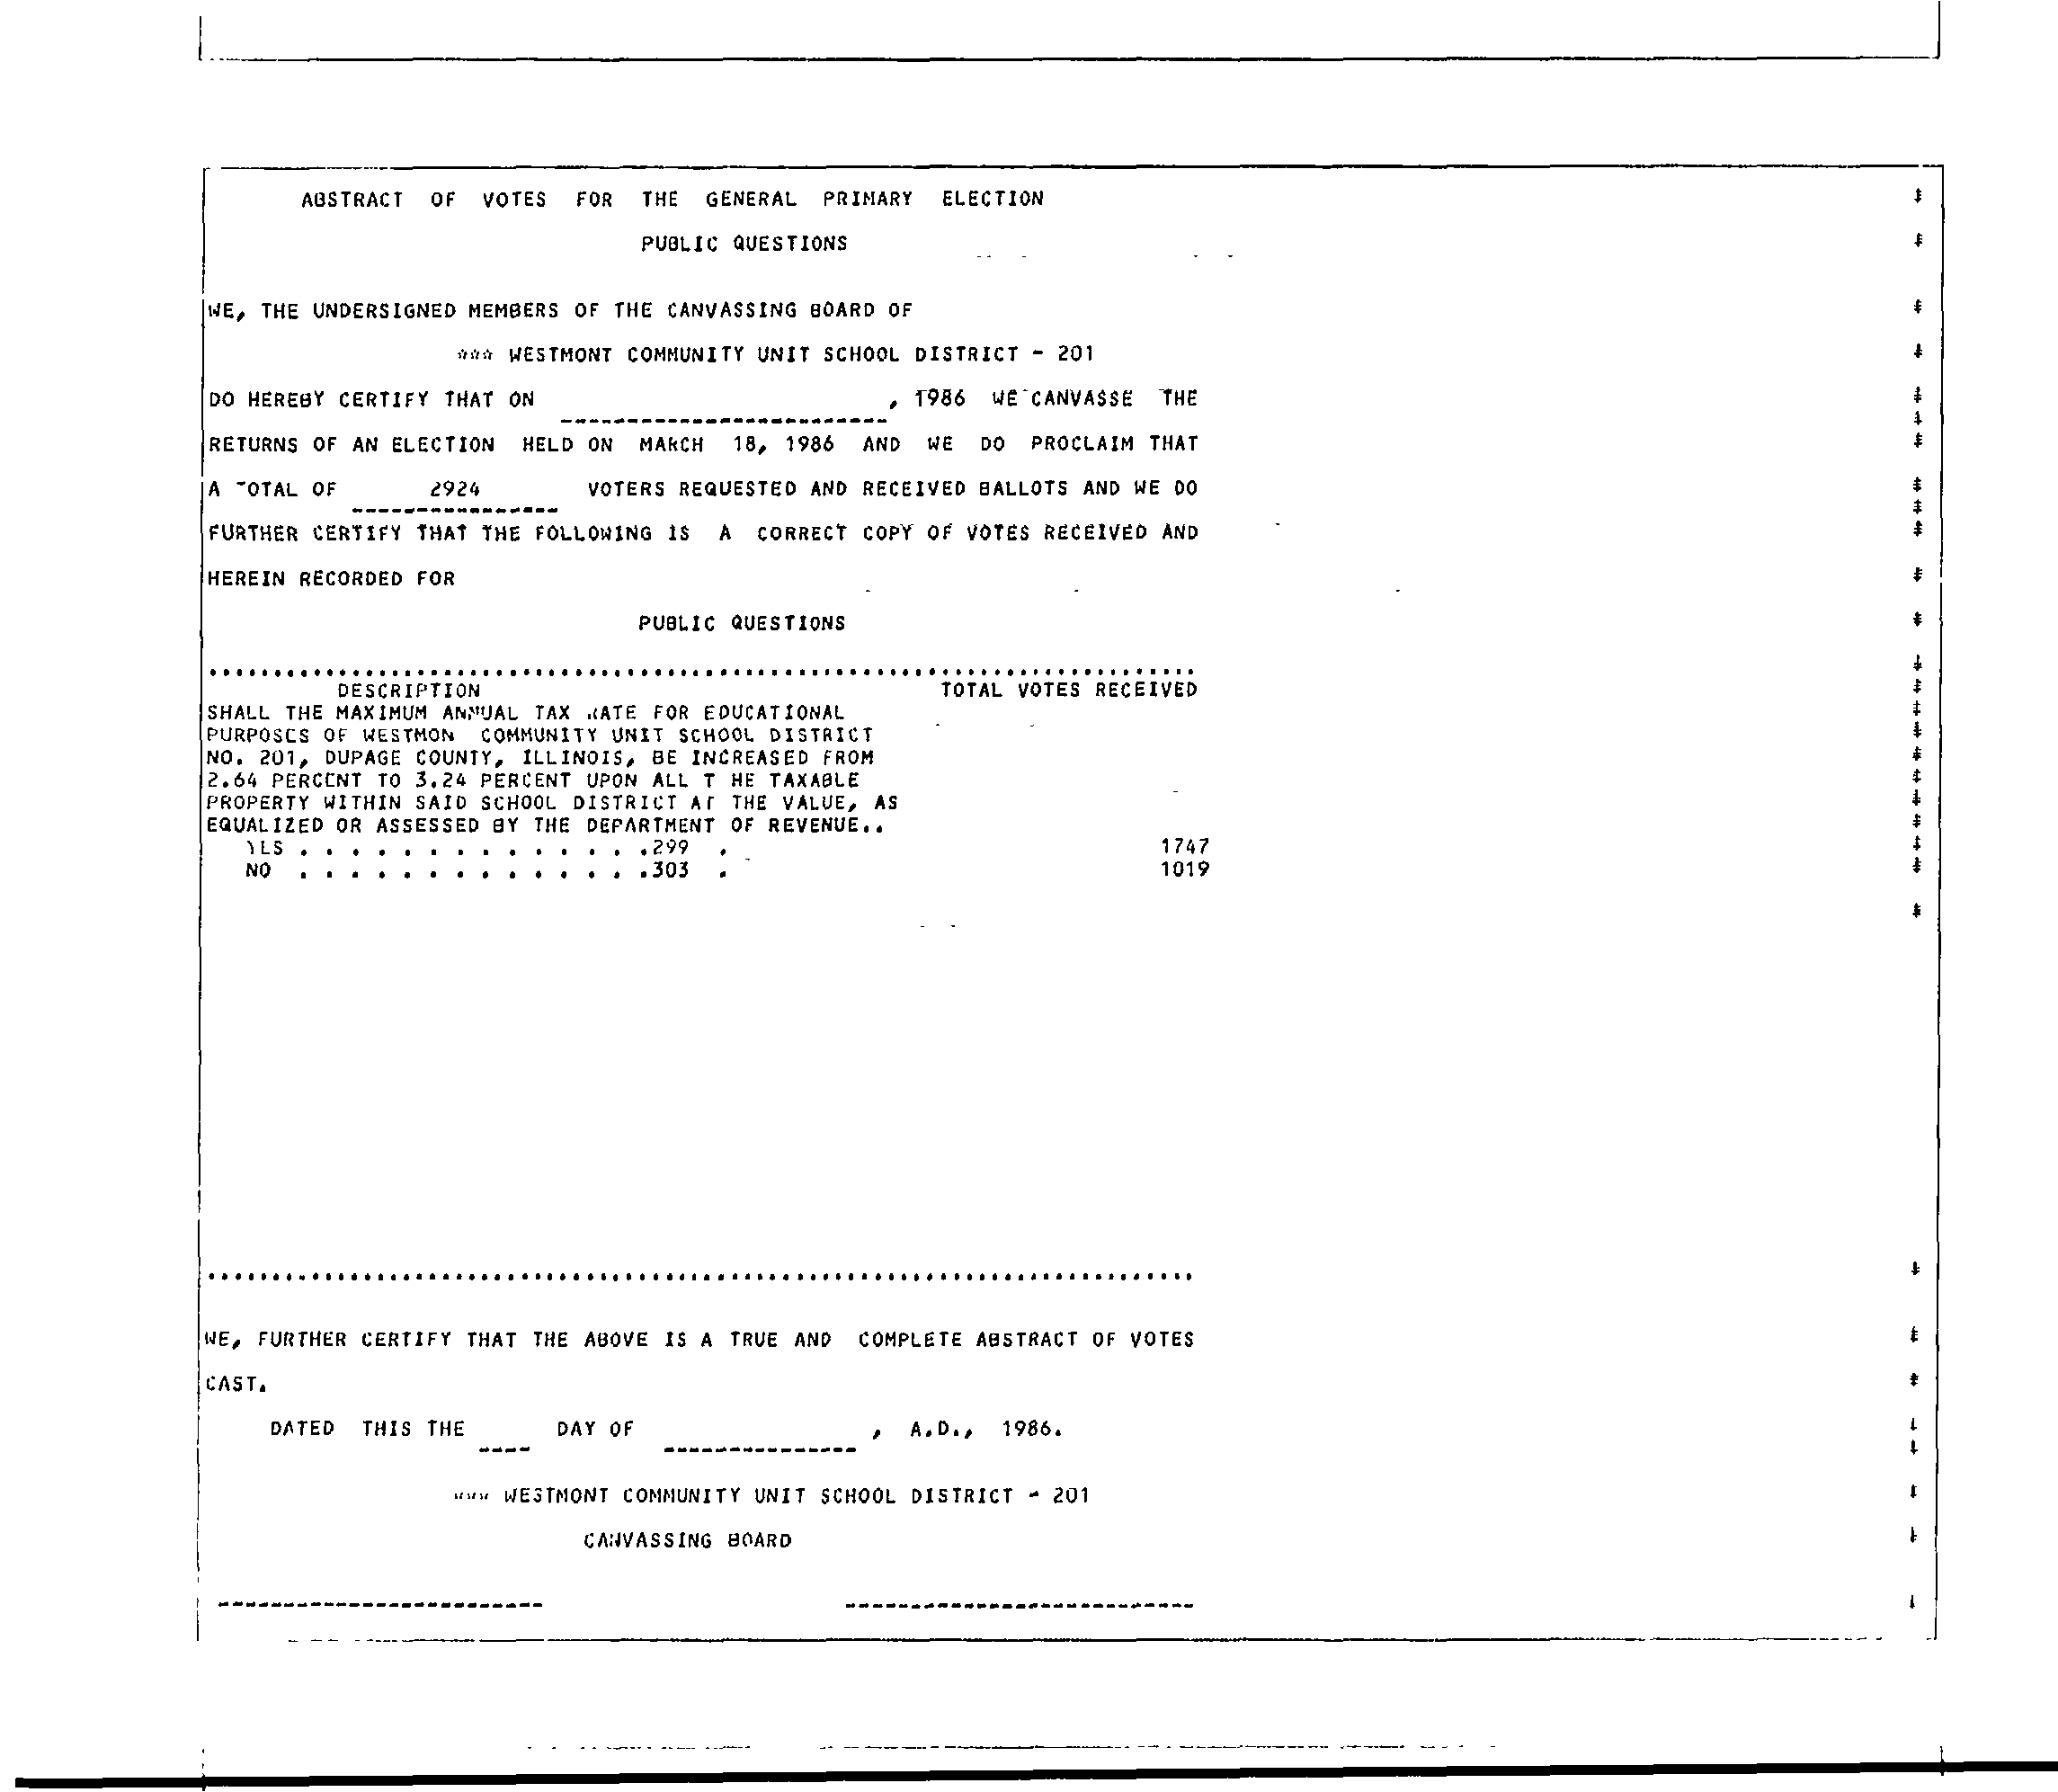 ABSTRACT OF VOTES FOR THE GENERAL PRIMARY ELECTION
PUBLIC QUESTIONS
WE, THE UNDERSIGNED MEMBERS OF THE CANVASSING BOARD OF
*** WESTMONT COMMUNITY UNIT SCHOOL DISTRICT - 201
DO HEREBY CERTIFY THAT ON _________________________, 1986 WE CANVASSE THE
RETURNS OF AN ELECTION HELD ON MARCH 18, 1986 AND WE DO PROCLAIM THAT
A TOTAL OF 2924 VOTERS REQUESTED AND RECEIVED BALLOTS AND WE DO
FURTHER CERTIFY THAT THE FOLLOWING IS A CORRECT COPY OF VOTES RECEIVED AND
HEREIN RECORDED FOR
PUBLIC QUESTIONS
DESCRIPTION TOTAL VOTES RECEIVED
SHALL THE MAXIMUM ANNUAL TAX RATE FOR EDUCATIONAL
PURPOSES OF WESTMON COMMUNITY UNIT SCHOOL DISTRICT
NO. 201, DUPAGE COUNTY, ILLINOIS, BE INCREASED FROM
2.64 PERCENT TO 3.24 PERCENT UPON ALL T HE TAXABLE
PROPERTY WITHIN SAID SCHOOL DISTRICT AT THE VALUE, AS
EQUALIZED OR ASSESSED BY THE DEPARTMENT OF REVENUE..
YES . . . . . . . . . . . . . .299 . 1747
NO . . . . . . . . . . . . . .303 . 1019
WE, FURTHER CERTIFY THAT THE ABOVE IS A TRUE AND COMPLETE ABSTRACT OF VOTES
CAST.
DATED THIS THE ____ DAY OF _______________, A.D., 1986.
*** WESTMONT COMMUNITY UNIT SCHOOL DISTRICT - 201
CANVASSING BOARD